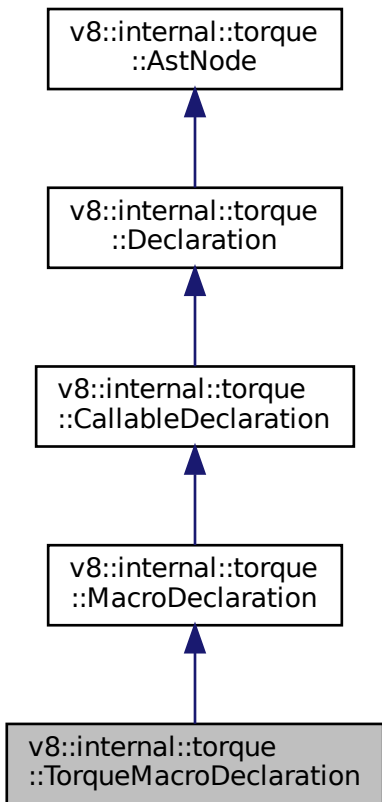 v8::internal::torque
::AstNode
v8::internal::torque
::Declaration
v8::internal::torque
::CallableDeclaration
v8::internal::torque
::MacroDeclaration
v8::internal::torque
::TorqueMacroDeclaration